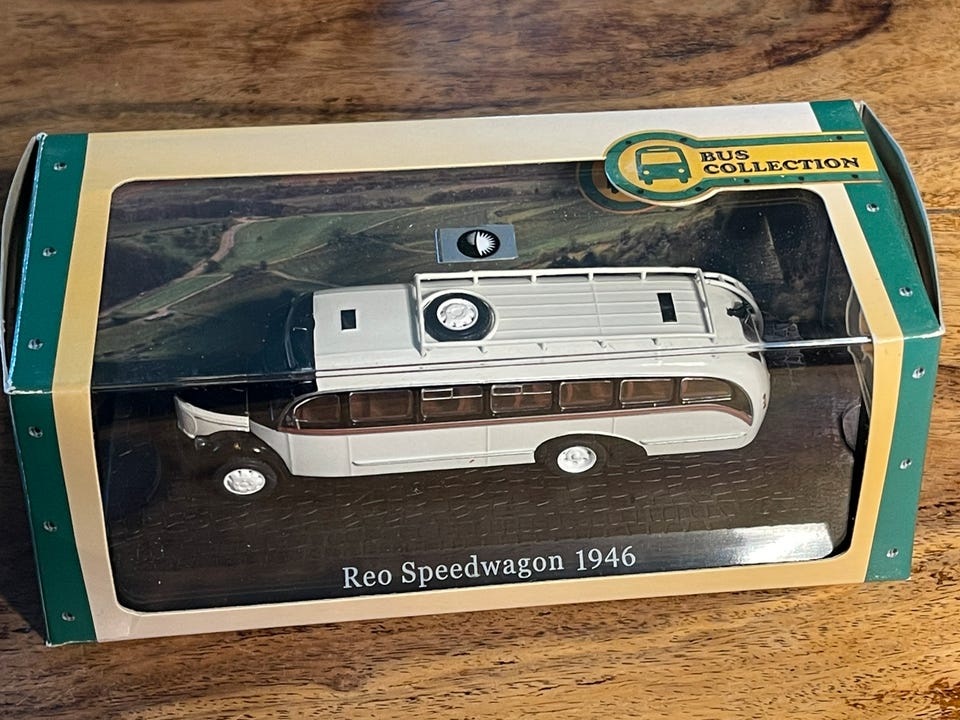 BUS
COLLECTION
Reo Speedwagon 1946